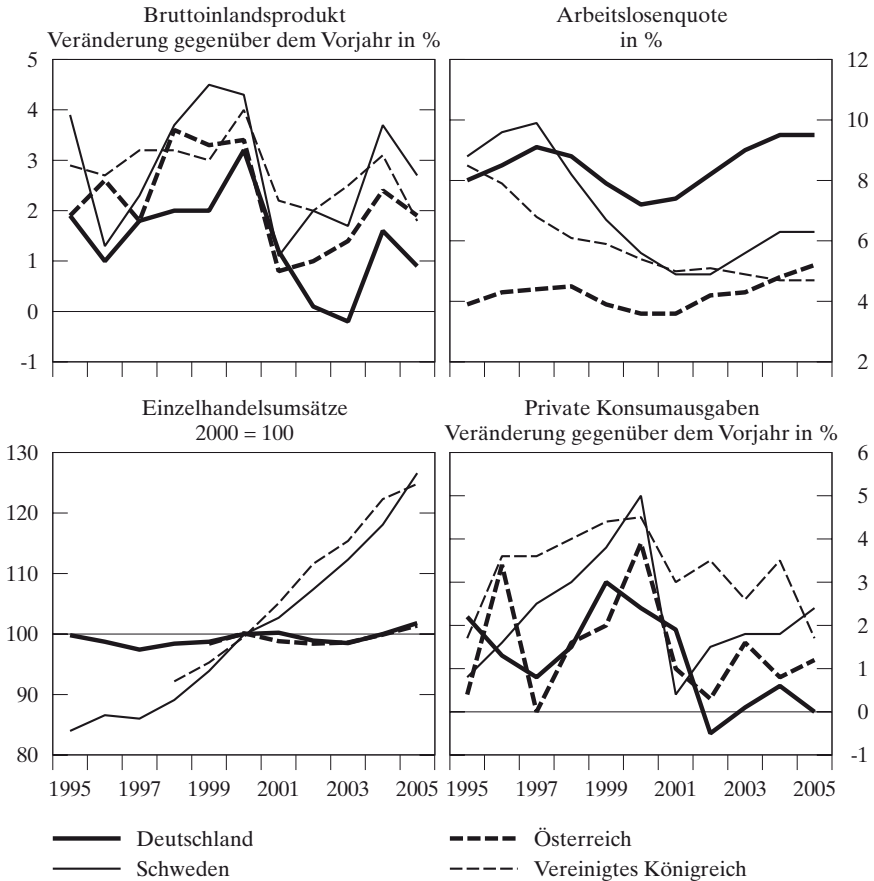 Bruttoinlandsprodukt
Veränderung gegenüber dem Vorjahr in %
5
4
3
2
1
0
-1
Arbeitslosenquote
in %
12
10
8
6
4
2
Einzelhandelsumsätze
2000 = 100
130
120
110
100
90
80
1995 1997 1999 2001 2003 2005
Private Konsumausgaben
Veränderung gegenüber dem Vorjahr in %
6
5
4
3
2
1
0
-1
1995 1997 1999 2001 2003 2005
Deutschland
Schweden
Österreich
Vereinigtes Königreich